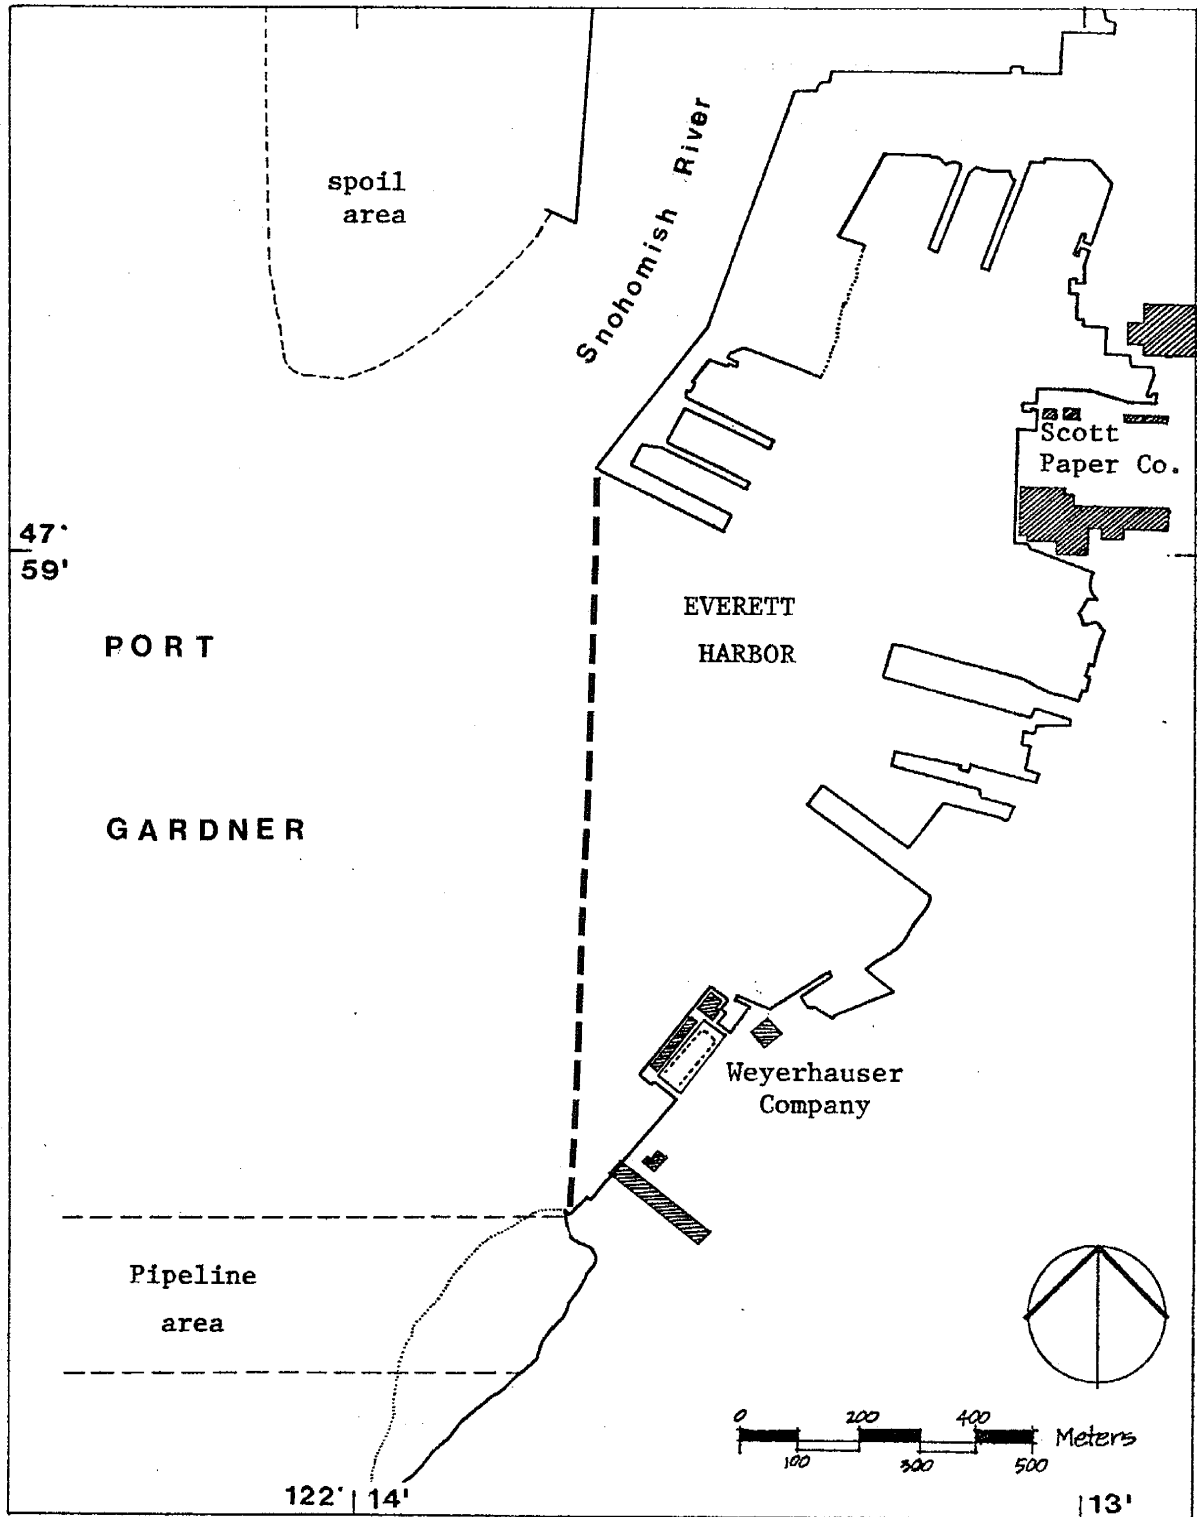 spoil
area
Snohomish River
Scott
Paper Co.
47°
59'
EVERETT
HARBOR
PORT
GARDNER
Weyerhauser
Company
Pipeline
area
0 200 400
Meters
100 300 500
122° 14'
13'